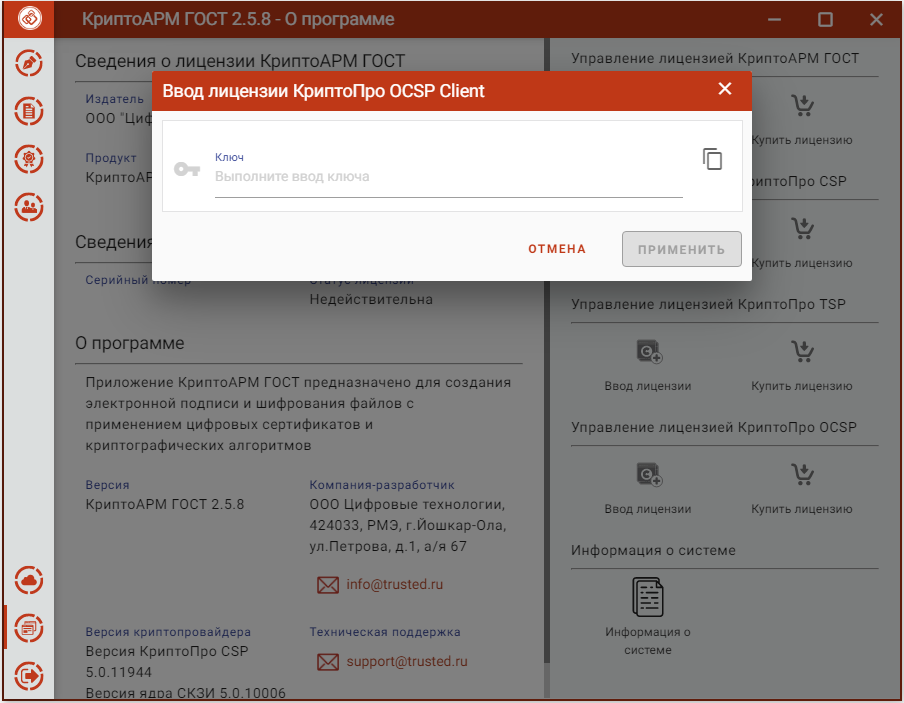 КриптоАРМ ГОСТ 2.5.8 - О программе
Сведения о лицензии КриптоАРМ ГОСТ
Издатель
ООО "Циф
Продукт
КриптоАР
Сведения
Серийный номер
Статус лицензии
Недействительна
О программе
Приложение КриптоАРМ ГОСТ предназначено для создания
электронной подписи и шифрования файлов с
применением цифровых сертификатов и
криптографических алгоритмов
Версия
КриптоАРМ ГОСТ 2.5.8
Компания-разработчик
ООО Цифровые технологии,
424033, РМЭ, г.Йошкар-Ола,
ул.Петрова, д.1, а/я 67
info@trusted.ru
Версия криптопровайдера
Версия КриптоПро CSP
5.0.11944
Версия ядра СКЗИ 5.0.10006
Техническая поддержка
support@trusted.ru
Ввод лицензии КриптоПро OCSP Client
Ключ
Выполните ввод ключа
ОТМЕНА
ПРИМЕНИТЬ
Управление лицензией КриптоАРМ ГОСТ
Купить лицензию
риптоПро CSP
Купить лицензию
Управление лицензией КриптоПро TSP
Ввод лицензии
Купить лицензию
Управление лицензией КриптоПро OCSP
Ввод лицензии
Купить лицензию
Информация о системе
Информация о
системе